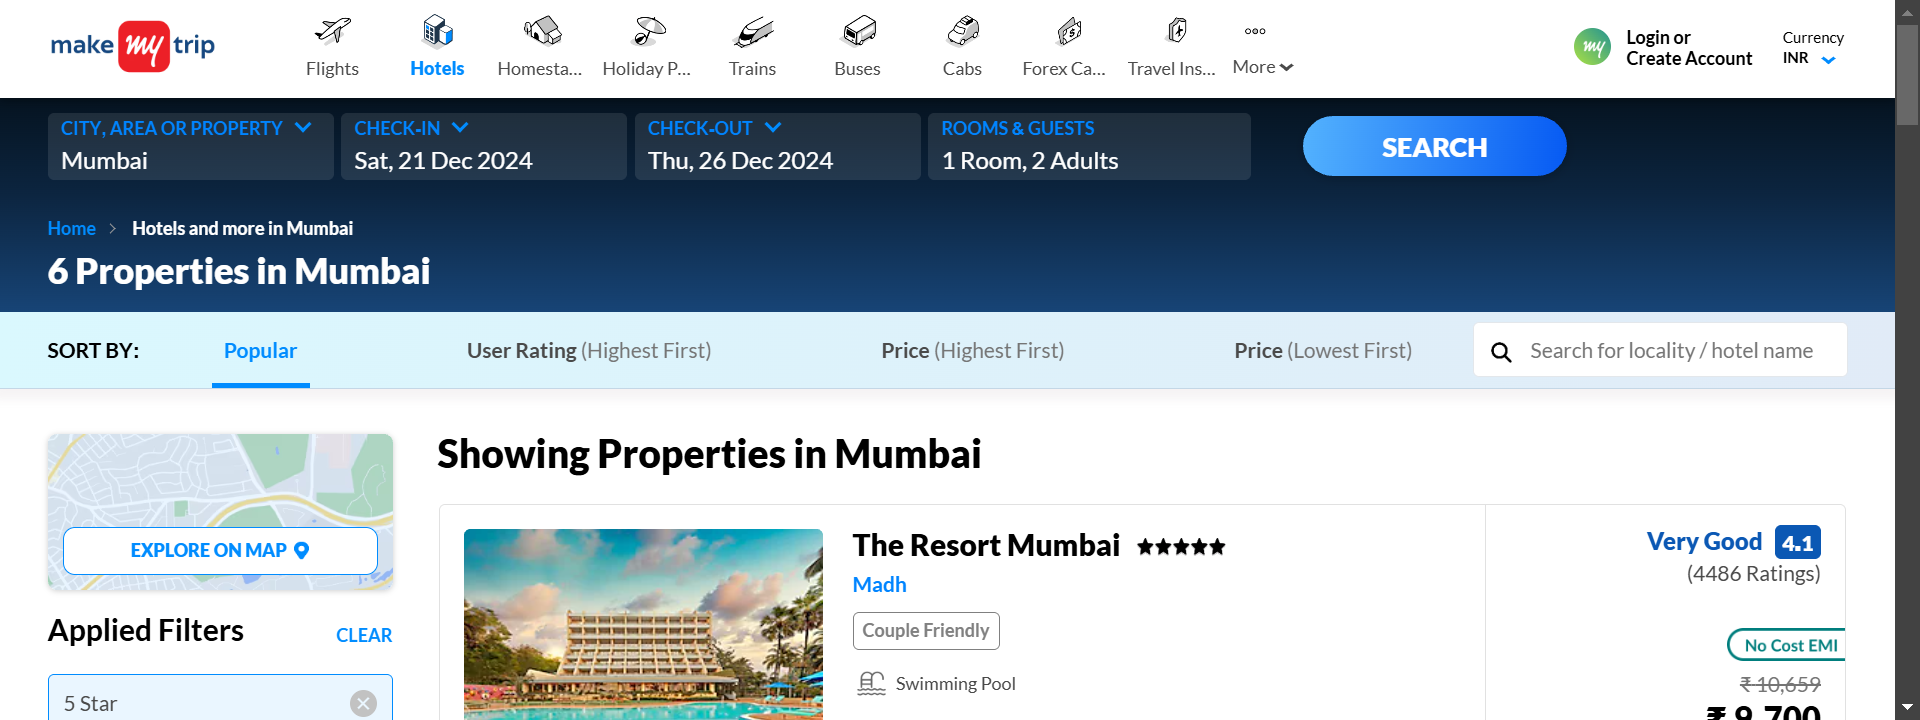 make my trip
Flights
Hotels
Homesta...
Holiday P...
Trains
Buses
Cabs
Forex Ca...
Travel Ins...
More
my
Login or
Create Account
Currency
INR
CITY, AREA OR PROPERTY
Mumbai
CHECK-IN
Sat, 21 Dec 2024
CHECK-OUT
Thu, 26 Dec 2024
ROOMS & GUESTS
1 Room, 2 Adults
SEARCH
Home
Hotels and more in Mumbai
6 Properties in Mumbai
SORT BY:
Popular
User Rating (Highest First)
Price (Highest First)
Price (Lowest First)
Search for locality / hotel name
EXPLORE ON MAP
Applied Filters
CLEAR
5 Star
Showing Properties in Mumbai
The Resort Mumbai
Madh
Couple Friendly
Swimming Pool
Very Good 4.1
(4486 Ratings)
No Cost EMI
₹ 10,659
₹ 9,700